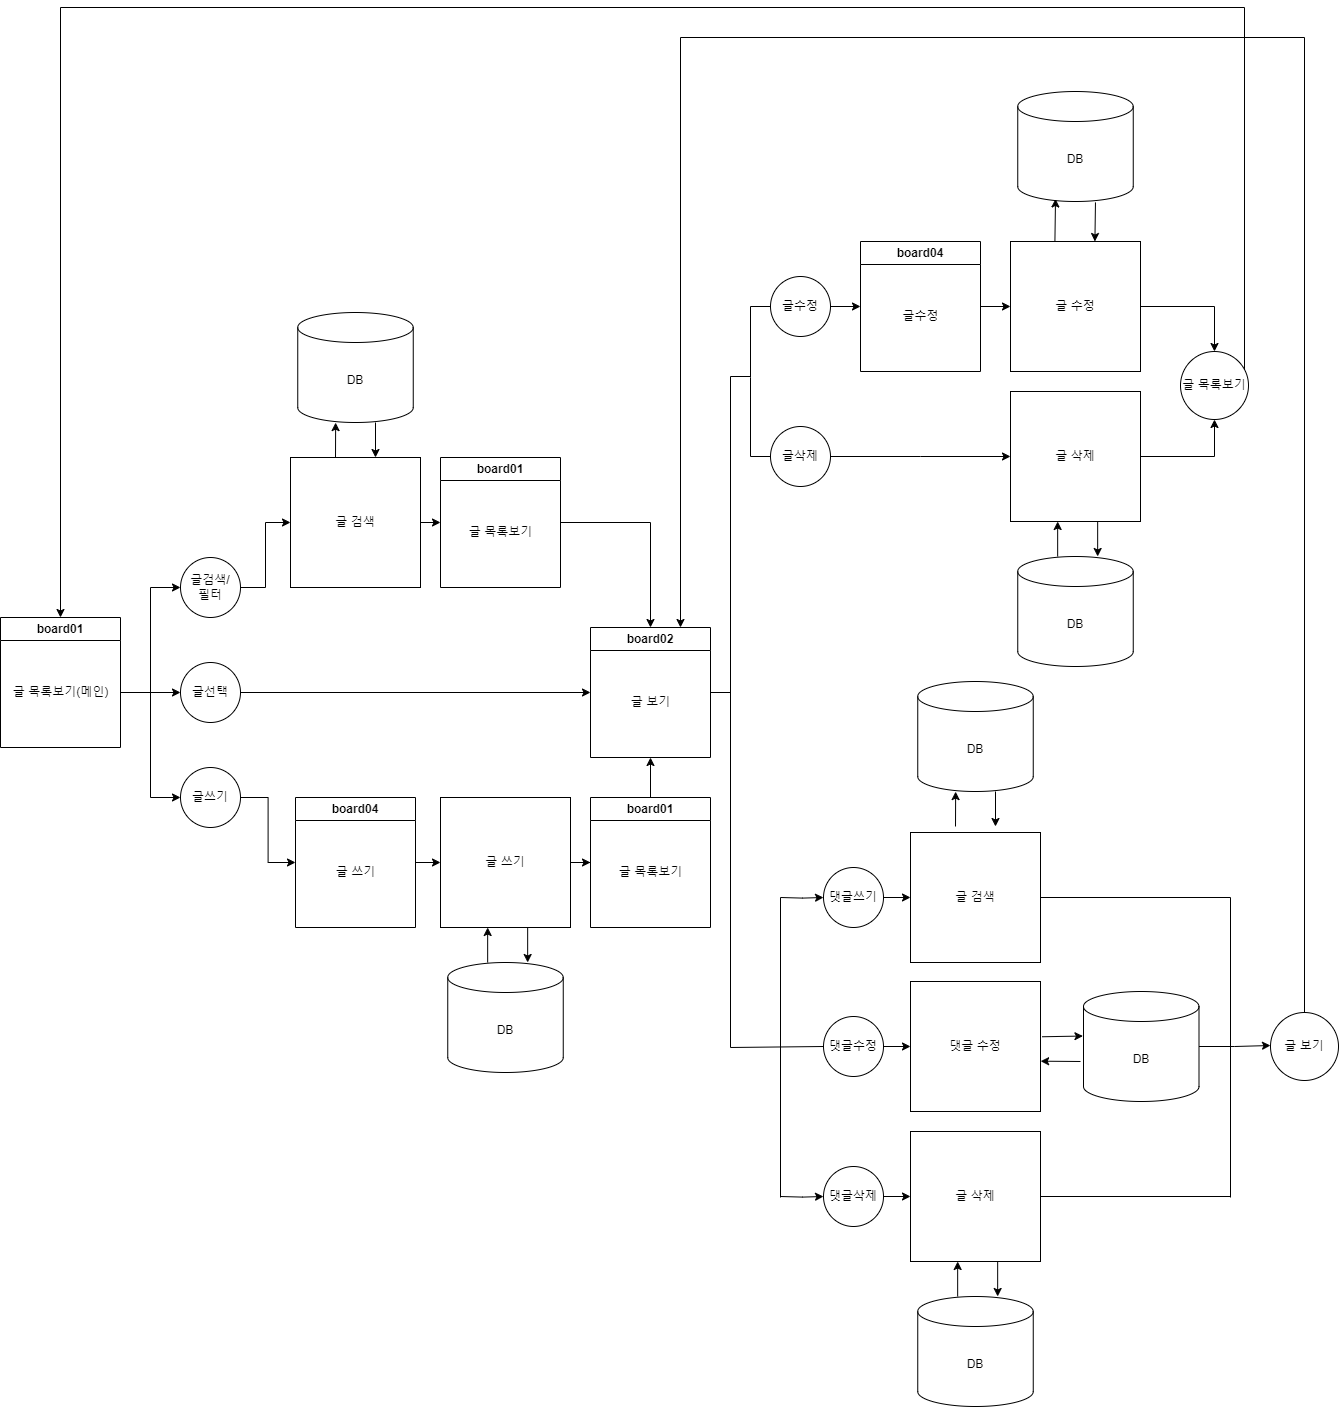 DB
board04
글수정
글수정
글 수정
글 목록보기
DB
글삭제
글 삭제
board01
글 목록보기
글 검색
글검색/
필터
DB
board01
글 목록보기(메인)
board02
글 보기
글선택
DB
글쓰기
board04
글 쓰기
글 쓰기
board01
글 목록보기
DB
댓글쓰기
글 검색
댓글수정
댓글 수정
DB
글 보기
댓글삭제
글 삭제
DB